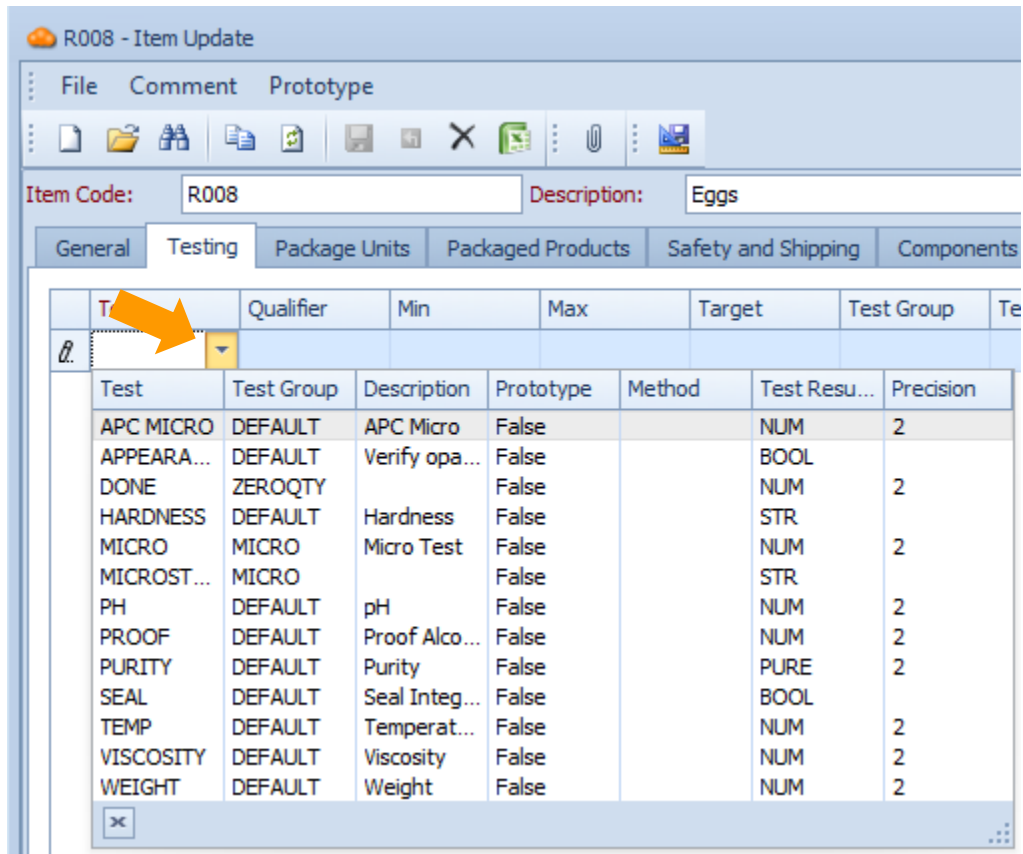 R008 - Item Update
File Comment Prototype
Item Code: R008 Description: Eggs
General Testing Package Units Packaged Products Safety and Shipping Components
Qualifier Min Max Target Test Group Te
Test Test Group Description Prototype Method Test Resu... Precision
APC MICRO DEFAULT APC Micro False NUM 2
APPEARA... DEFAULT Verify opa... False BOOL
DONE ZEROQTY False NUM 2
HARDNESS DEFAULT Hardness False STR
MICRO MICRO Micro Test False NUM 2
MICROST... MICRO False STR
PH DEFAULT pH False NUM 2
PROOF DEFAULT Proof Alco... False NUM 2
PURITY DEFAULT Purity False PURE 2
SEAL DEFAULT Seal Integ... False BOOL
TEMP DEFAULT Temperat... False NUM 2
VISCOSITY DEFAULT Viscosity False NUM 2
WEIGHT DEFAULT Weight False NUM 2